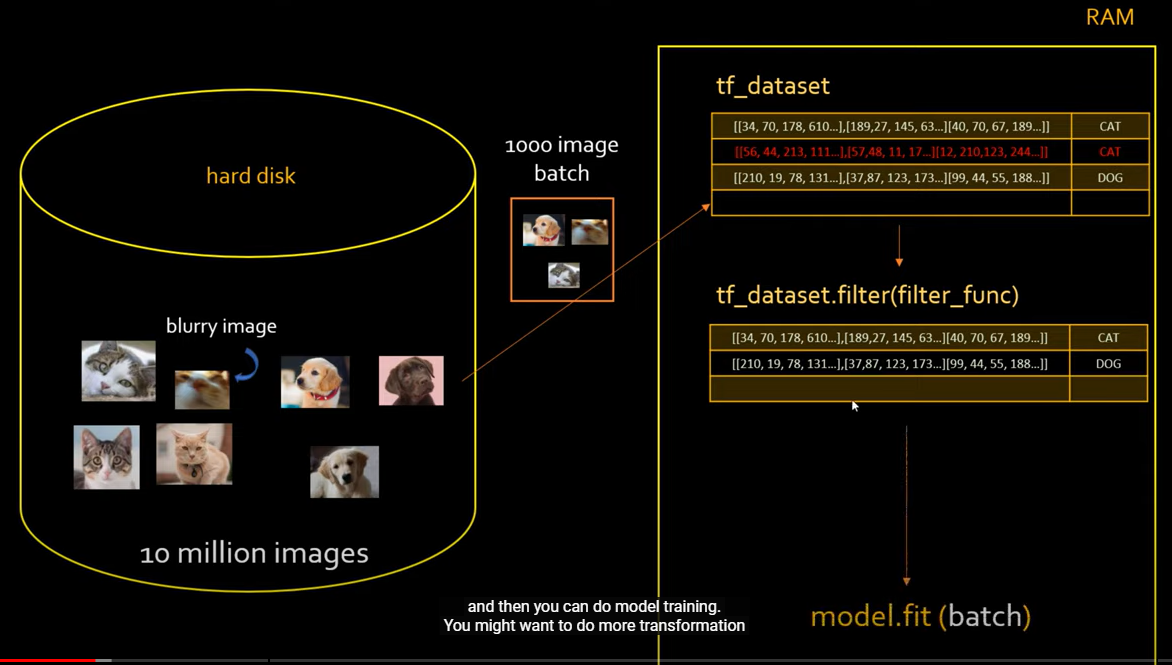 RAM
hard disk
1000 image
batch
blurry image
10 million images
tf_dataset
[[34, 70, 178, 610...],[189,27, 145, 63...][40, 70, 67, 189...]] CAT
[[56, 44, 213, 111...],[57,48, 11, 17...][12, 210,123, 244...]] CAT
[[210, 19, 78, 131...],[37,87, 123, 173...][99, 44, 55, 188...]] DOG
tf_dataset.filter(filter_func)
[[34, 70, 178, 610...],[189,27, 145, 63...][40, 70, 67, 189...]] CAT
[[210, 19, 78, 131...],[37,87, 123, 173...][99, 44, 55, 188...]] DOG
model.fit (batch)
and then you can do model training.
You might want to do more transformation